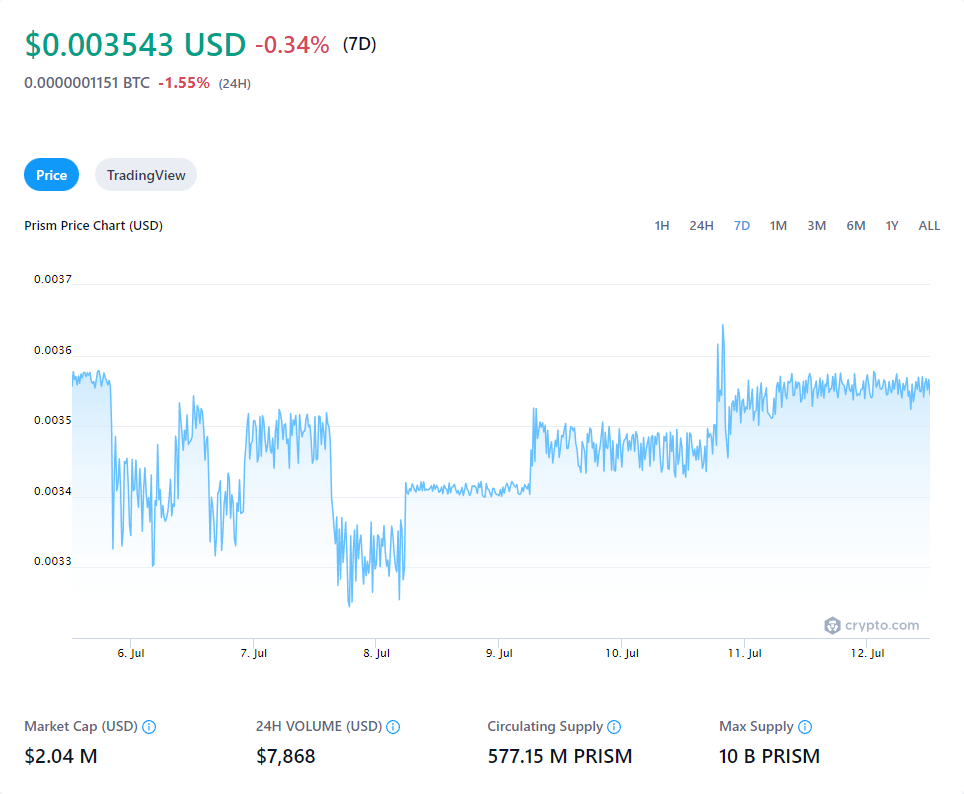 $0.003543 USD -0.34% (7D)
0.0000001151 BTC -1.55% (24H)
Price TradingView
Prism Price Chart (USD) 1H 24H 7D 1M 3M 6M 1Y ALL
0.0037
0.0036
0.0035
0.0034
0.0033
crypto.com
6. Jul 7. Jul 8. Jul 9. Jul 10. Jul 11. Jul 12. Jul
Market Cap (USD) 24H VOLUME (USD) Circulating Supply Max Supply
$2.04 M $7,868 577.15 M PRISM 10 B PRISM